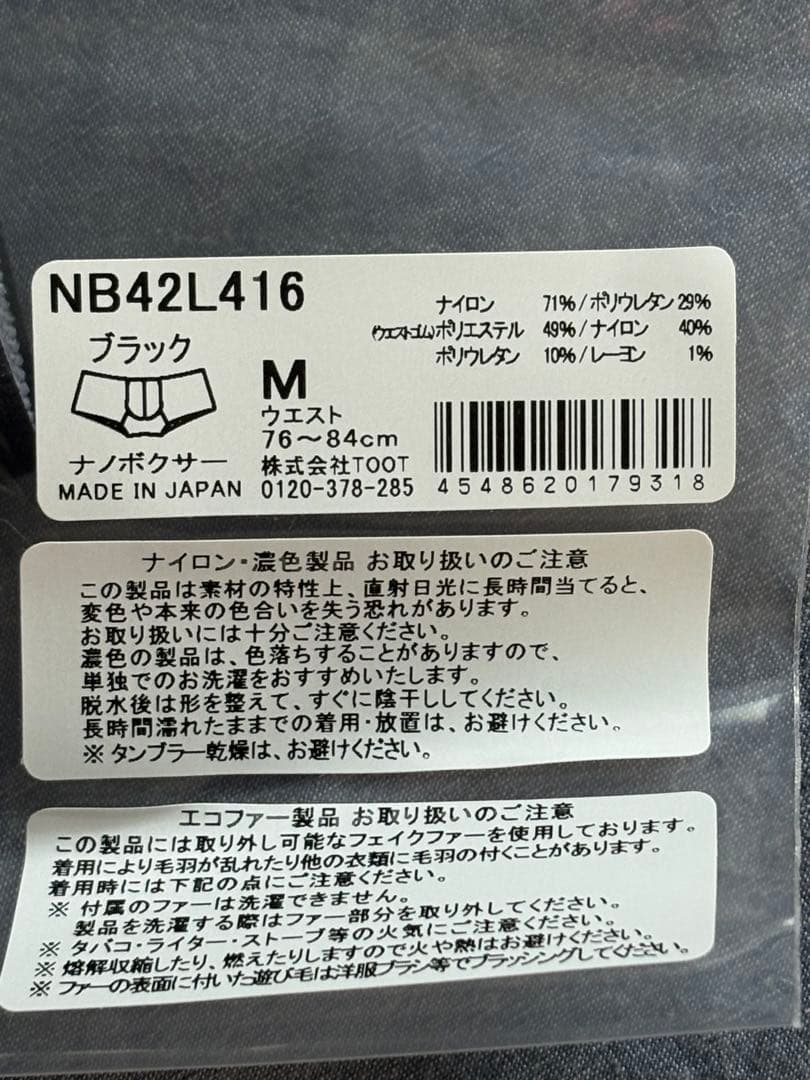 NB42L416
ブラック
ナノボクサー
MADE IN JAPAN
M
ウエスト
76〜84cm
株式会社TOOT
0120-378-285
ナイロン 71%/ポリウレタン 29%
(ウエストゴム)ポリエステル 49%/ナイロン 40%
ポリウレタン 10%/レーヨン 1%
4548620179318
ナイロン・濃色製品 お取り扱いのご注意
この製品は素材の特性上、直射日光に長時間当てると、
変色や本来の色合いを失う恐れがあります。
お取り扱いには十分ご注意ください。
濃色の製品は、色落ちすることがありますので、
単独でのお洗濯をおすすめいたします。
脱水後は形を整えて、すぐに陰干ししてください。
長時間濡れたままでの着用・放置は、お避けください。
※ タンブラー乾燥は、お避けください。
エコファー製品 お取り扱いのご注意
この製品には取り外し可能なフェイクファーを使用しております。
着用により毛羽が乱れたり他の衣類に毛羽の付くことがあります。
着用時には下記の点にご注意ください。
※ 付属のファーは洗濯できません。
製品を洗濯する際はファー部分を取り外してください。
※ タバコ・ライター・ストーブ等の火気にご注意ください。
※ 熔解収縮したり、燃えたりしますので火や熱はお避けください。
※ ファーの表面に付いた遊び毛は洋服ブラシ等でブラッシングしてください。